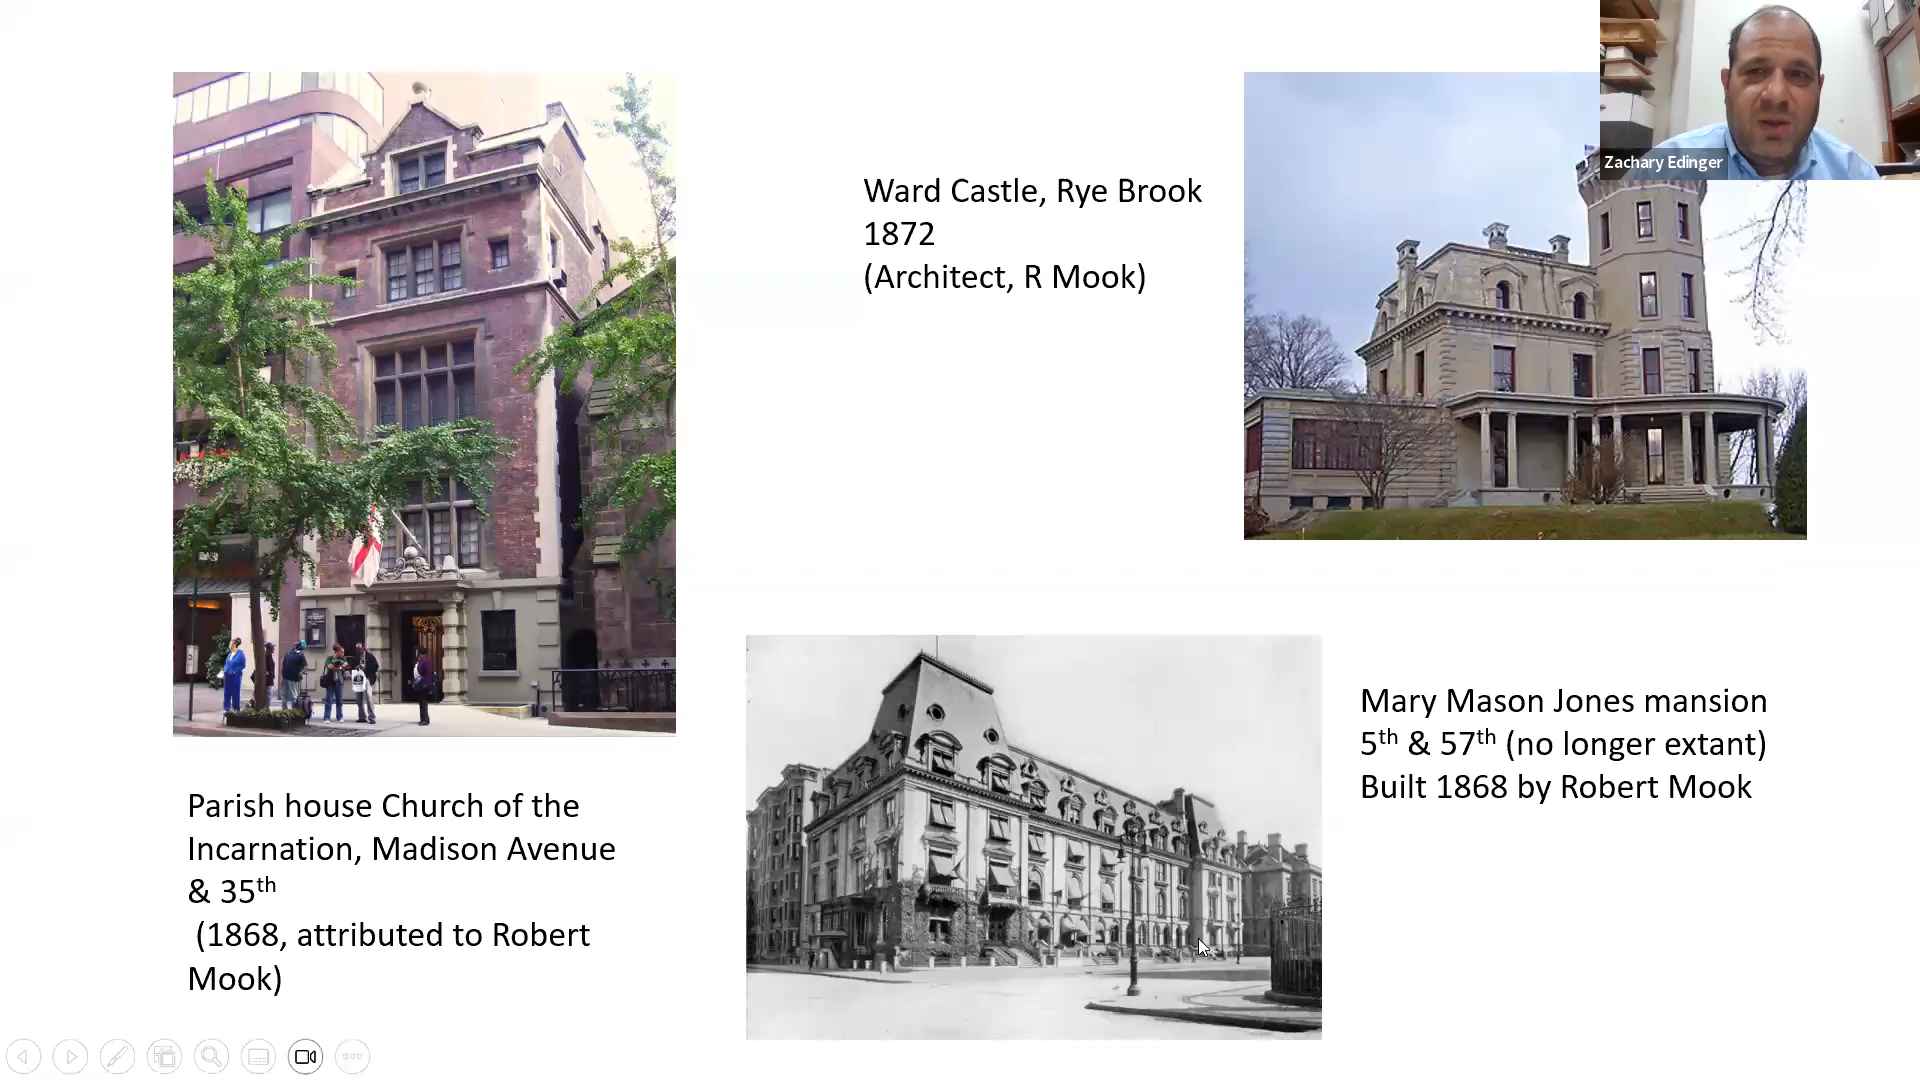 Zachary Edinger
Ward Castle, Rye Brook
1872
(Architect, R Mook)
Mary Mason Jones mansion
5th & 57th (no longer extant)
Built 1868 by Robert Mook
Parish house Church of the
Incarnation, Madison Avenue
& 35th
(1868, attributed to Robert
Mook)